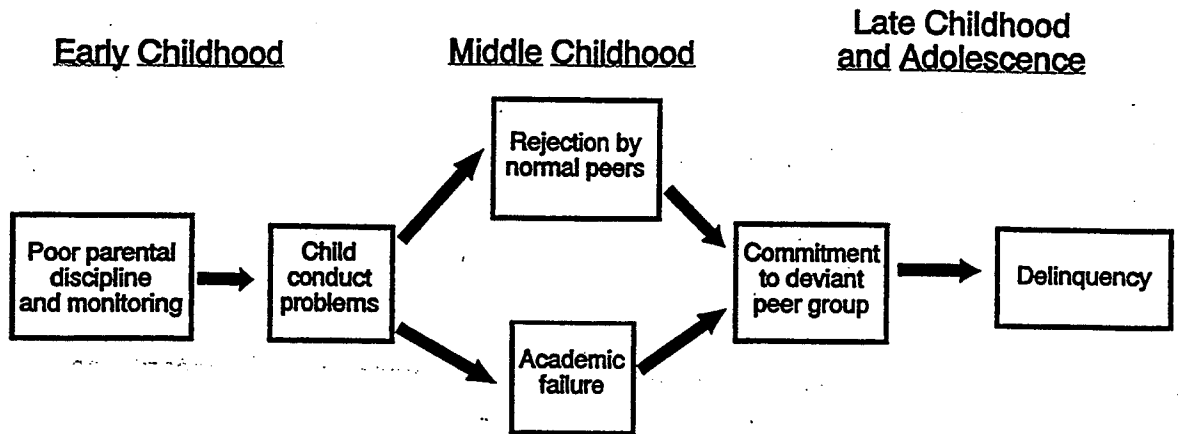 Early Childhood
Middle Childhood
Late Childhood
and Adolescence
Poor parental
discipline
and monitoring
Child
conduct
problems
Rejection by
normal peers
Academic
failure
Commitment
to deviant
peer group
Delinquency